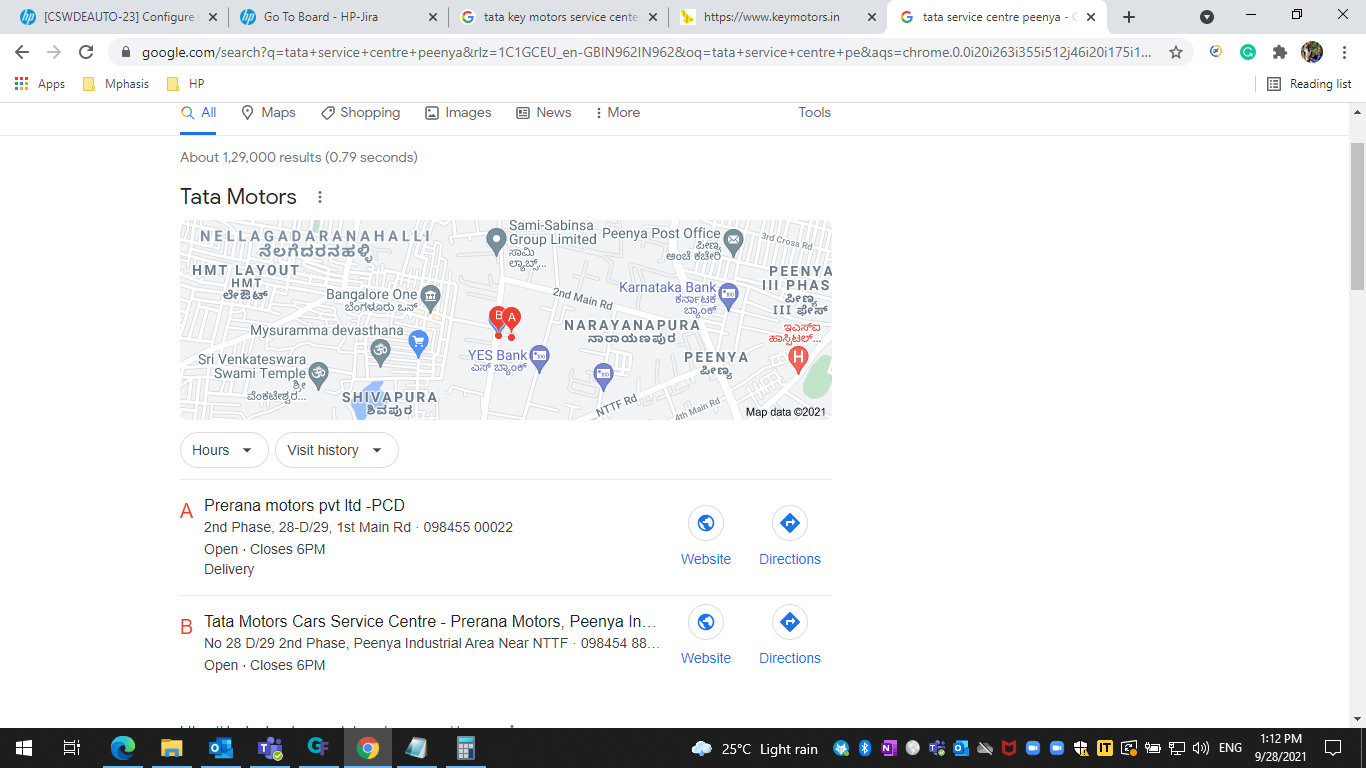 [CSWDEAUTO-23] Configure
Go To Board - HP-Jira
tata key motors service cente
https://www.keymotors.in
tata service centre peenya - G
google.com/search?q=tata+service+centre+peenya&rlz=1C1GCEU_en-GBIN962IN962&oq=tata+service+centre+pe&aqs=chrome.0.0i20i263i355i512j46i20i175i1...
Apps
Mphasis
HP
Reading list
All
Maps
Shopping
Images
News
More
Tools
About 1,29,000 results (0.79 seconds)
Tata Motors
NELLAGADARANAHALLI
ನೆಲಗೆದರನಹಳ್ಳಿ
HMT LAYOUT
HMT
ಲೇಔಟ್
Bangalore One
ಬೆಂಗಳೂರು ಒನ್
Mysuramma devasthana
Sri Venkateswara
Swami Temple
ಶ್ರೀ
ವೆಂಕಟೇಶ್ವರ...
SHIVAPURA
ಶಿವಪುರ
Sami-Sabinsa
Group Limited
ಸಾಮಿ
ಲ್ಯಾಬ್ಸ್...
Peenya Post Office
ಪೀಣ್ಯ
ಅಂಚೆ ಕಚೇರಿ
3rd Cross Rd
PEENYA
III PHAS
ಪೀಣ್ಯ
III ಫೇಸ್
Karnataka Bank
ಕರ್ನಾಟಕ
ಬ್ಯಾಂಕ್
2nd Main Rd
B
A
NARAYANAPURA
ನಾರಾಯಣಪುರ
ಇಎಸ್ಐ
ಹಾಸ್ಪಿಟಲ್...
H
YES Bank
ಎಸ್ ಬ್ಯಾಂಕ್
PEENYA
ಪೀಣ್ಯ
NTTF Rd
4th Main Rd
Map data ©2021
Hours
Visit history
A
Prerana motors pvt ltd -PCD
2nd Phase, 28-D/29, 1st Main Rd · 098455 00022
Open · Closes 6PM
Delivery
Website
Directions
B
Tata Motors Cars Service Centre - Prerana Motors, Peenya In...
No 28 D/29 2nd Phase, Peenya Industrial Area Near NTTF · 098454 88...
Open · Closes 6PM
Website
Directions
25°C Light rain
ENG
1:12 PM
9/28/2021